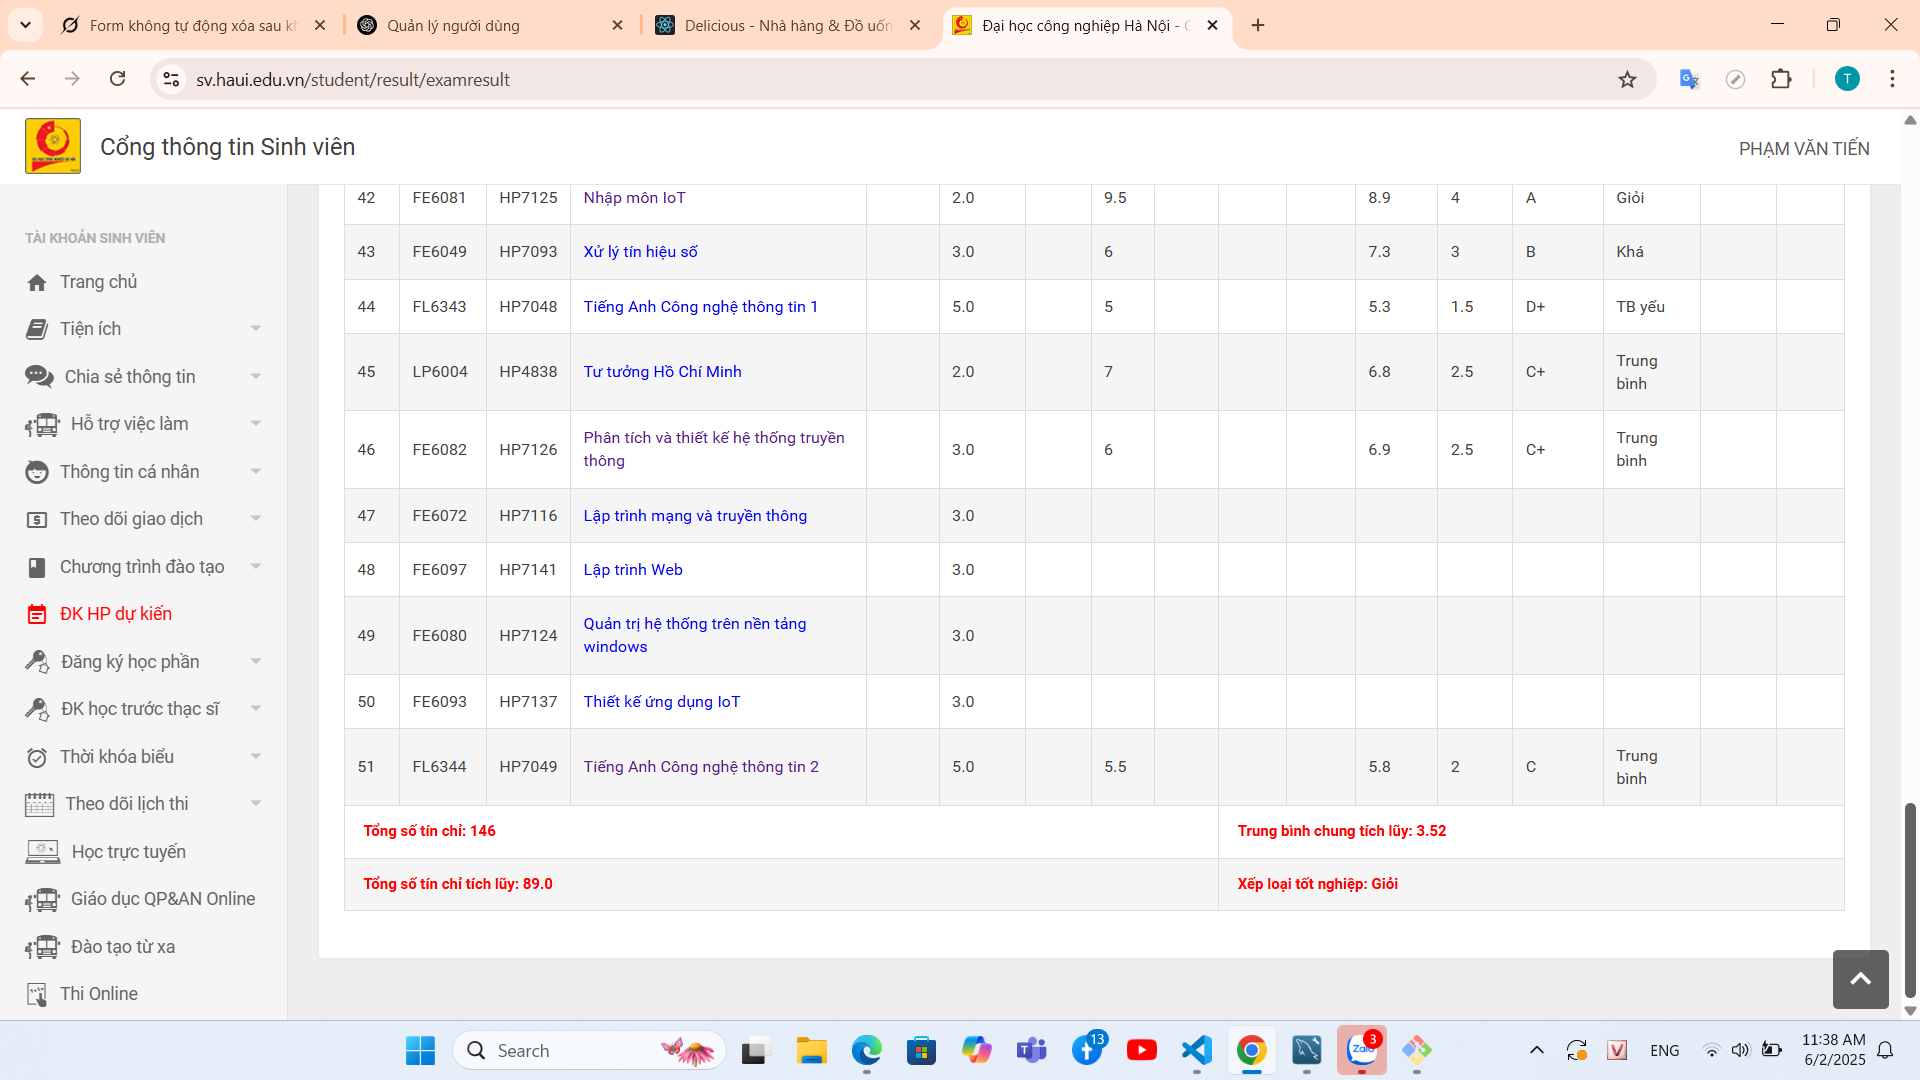 Form không tự động xóa sau kh
Quản lý người dùng
Delicious - Nhà hàng & Đồ uốn
Đại học công nghiệp Hà Nội - C
sv.haui.edu.vn/student/result/examresult
T
Cổng thông tin Sinh viên
PHẠM VĂN TIẾN
TÀI KHOẢN SINH VIÊN
Trang chủ
Tiện ích
Chia sẻ thông tin
Hỗ trợ việc làm
Thông tin cá nhân
Theo dõi giao dịch
Chương trình đào tạo
ĐK HP dự kiến
Đăng ký học phần
ĐK học trước thạc sĩ
Thời khóa biểu
Theo dõi lịch thi
Học trực tuyến
Giáo dục QP&AN Online
Đào tạo từ xa
Thi Online
42 FE6081 HP7125 Nhập môn IoT 2.0 9.5 8.9 4 A Giỏi
43 FE6049 HP7093 Xử lý tín hiệu số 3.0 6 7.3 3 B Khá
44 FL6343 HP7048 Tiếng Anh Công nghệ thông tin 1 5.0 5 5.3 1.5 D+ TB yếu
45 LP6004 HP4838 Tư tưởng Hồ Chí Minh 2.0 7 6.8 2.5 C+ Trung
bình
46 FE6082 HP7126 Phân tích và thiết kế hệ thống truyền
thông 3.0 6 6.9 2.5 C+ Trung
bình
47 FE6072 HP7116 Lập trình mạng và truyền thông 3.0
48 FE6097 HP7141 Lập trình Web 3.0
49 FE6080 HP7124 Quản trị hệ thống trên nền tảng
windows 3.0
50 FE6093 HP7137 Thiết kế ứng dụng IoT 3.0
51 FL6344 HP7049 Tiếng Anh Công nghệ thông tin 2 5.0 5.5 5.8 2 C Trung
bình
Tổng số tín chỉ: 146
Trung bình chung tích lũy: 3.52
Tổng số tín chỉ tích lũy: 89.0
Xếp loại tốt nghiệp: Giỏi
Search
13
Zalo
3
V
ENG
11:38 AM
6/2/2025